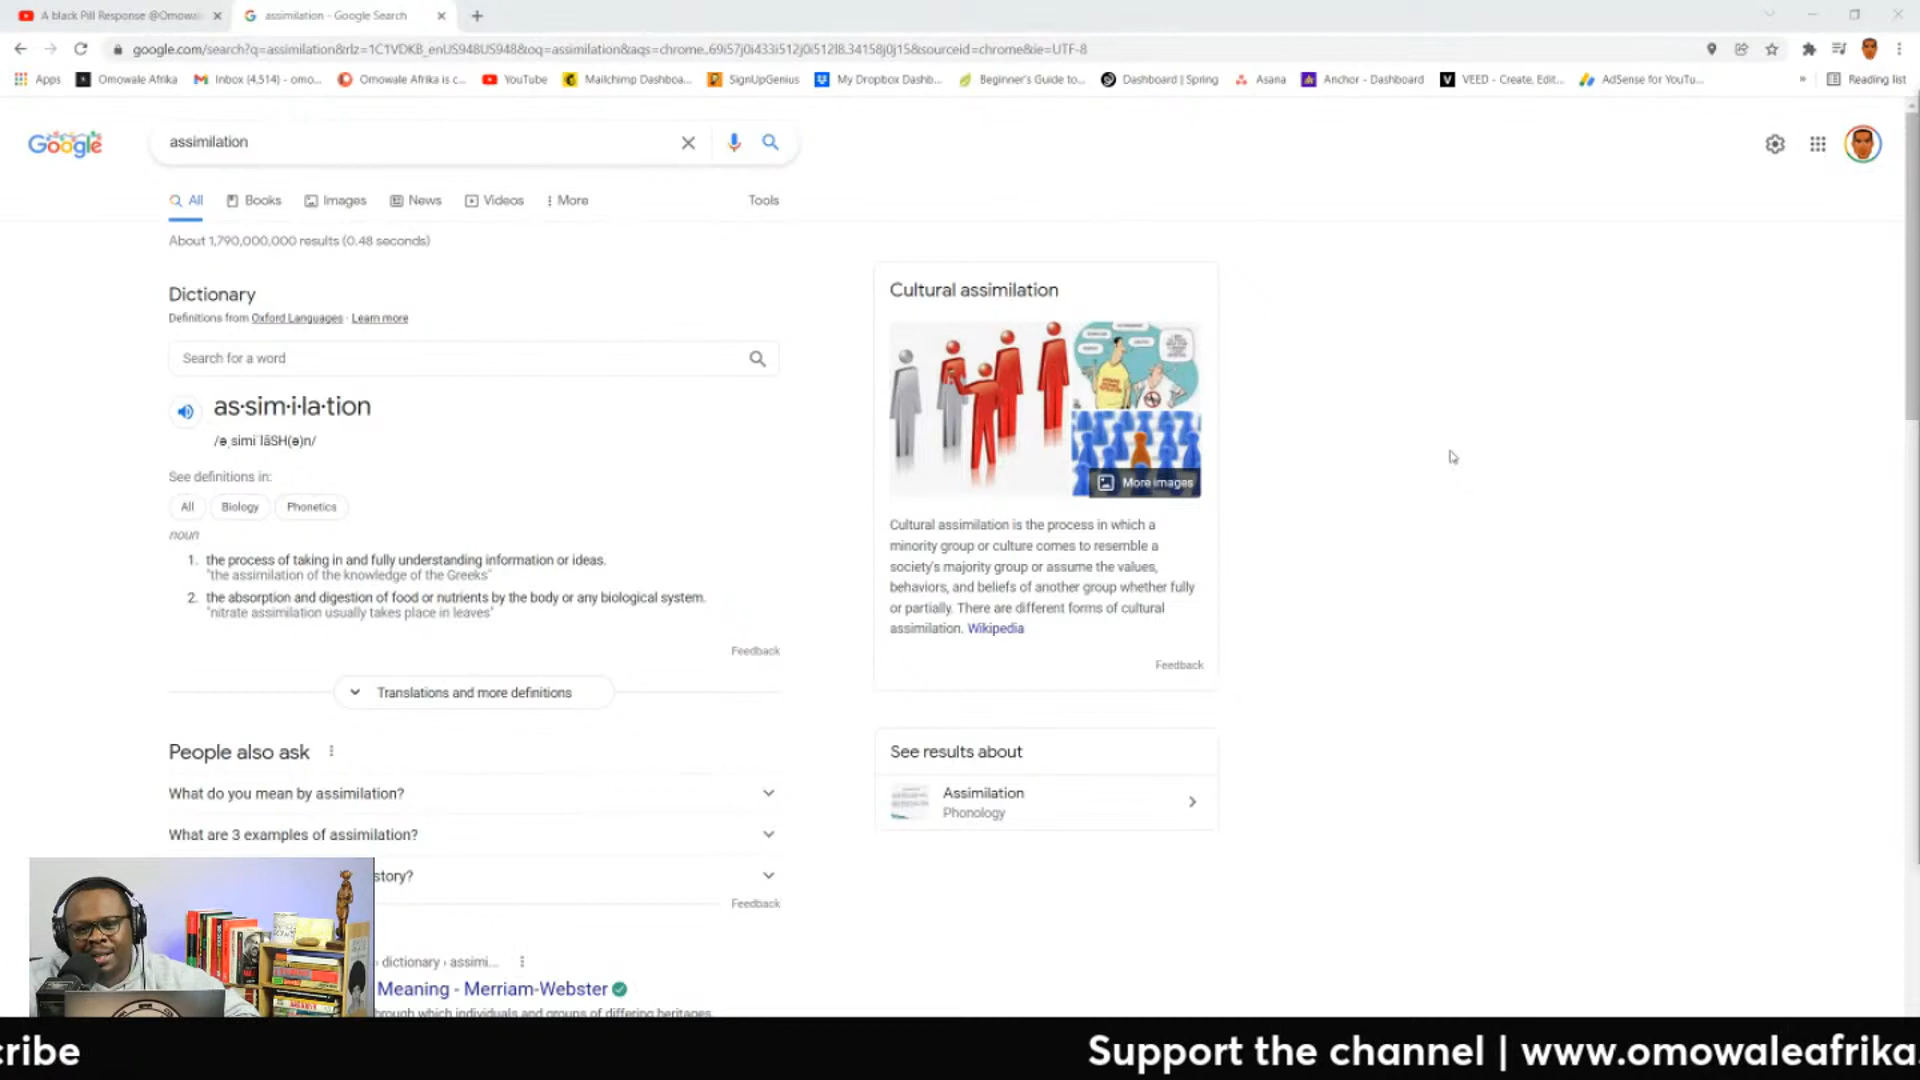 A black Pill Response @Omowal
assimilation - Google Search
google.com/search?q=assimilation&rlz=1C1VDKB_enUS948US948&oq=assimilation&aqs=chrome..69i57j0i433i512j0i512l8.34158j0j15&sourceid=chrome&ie=UTF-8
Apps
Omowale Afrika
Inbox (4,514) - omo...
Omowale Afrika is c...
YouTube
Mailchimp Dashboa...
SignUpGenius
My Dropbox Dashb...
Beginner's Guide to...
Dashboard | Spring
Asana
Anchor - Dashboard
VEED - Create, Edit...
AdSense for YouTu...
»
Reading list
Google
assimilation
All
Books
Images
News
Videos
More
Tools
About 1,790,000,000 results (0.48 seconds)
Dictionary
Definitions from Oxford Languages · Learn more
Search for a word
as·sim·i·la·tion
/əˌsiməˈlāSH(ə)n/
See definitions in:
All
Biology
Phonetics
noun
1. the process of taking in and fully understanding information or ideas.
"the assimilation of the knowledge of the Greeks"
2. the absorption and digestion of food or nutrients by the body or any biological system.
"nitrate assimilation usually takes place in leaves"
Feedback
Translations and more definitions
People also ask
What do you mean by assimilation?
What are 3 examples of assimilation?
story?
Feedback
› dictionary › assimi...
Meaning - Merriam-Webster
through which individuals and groups of differing heritages
Cultural assimilation
More images
Cultural assimilation is the process in which a
minority group or culture comes to resemble a
society's majority group or assume the values,
behaviors, and beliefs of another group whether fully
or partially. There are different forms of cultural
assimilation. Wikipedia
Feedback
See results about
Assimilation
Phonology
cribe
Support the channel | www.omowaleafrika.